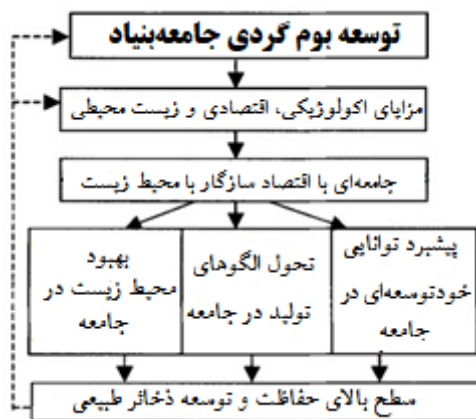 توسعه بوم گردی جامعه‌بنیاد
مزایای اکولوژیکی، اقتصادی و زیست محیطی
جامعه‌ای با اقتصاد سازگار با محیط زیست
پیشبرد توانایی
خودتوسعه‌ای در
جامعه
تحول الگوهای
تولید در جامعه
بهبود
محیط زیست در
جامعه
سطح بالای حفاظت و توسعه ذخائر طبیعی